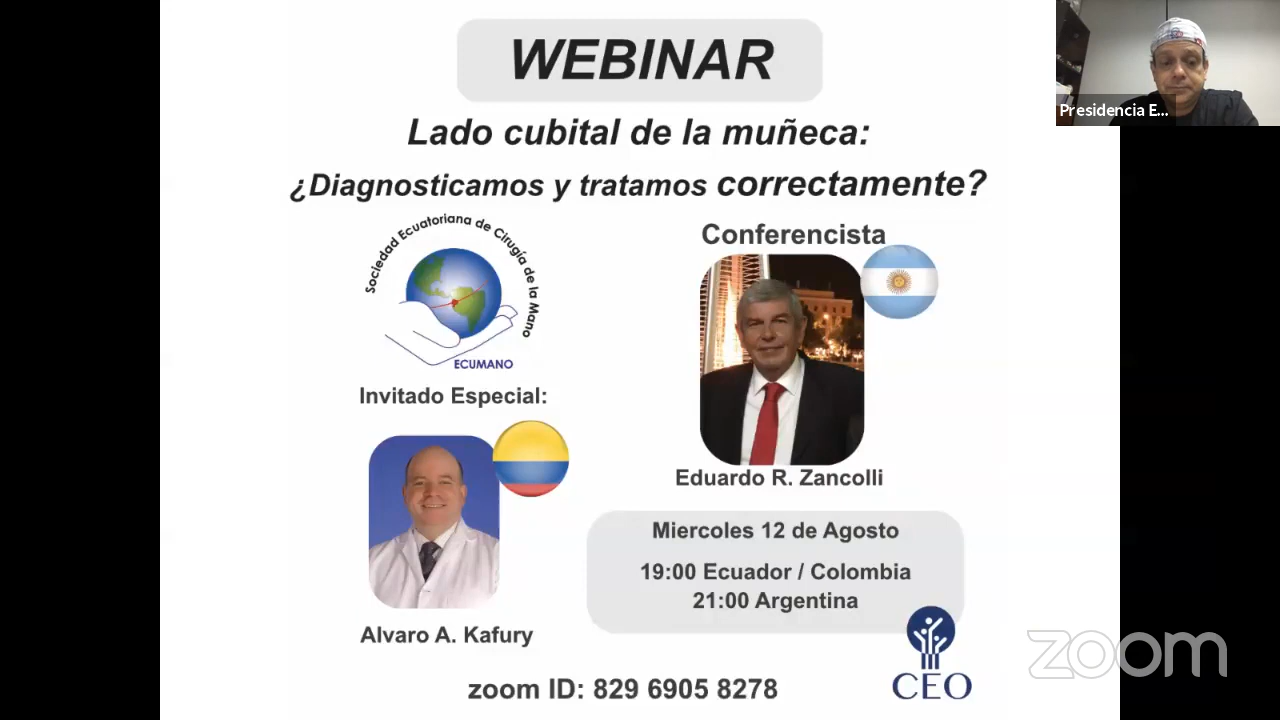 WEBINAR
Lado cubital de la muñeca:
¿Diagnosticamos y tratamos correctamente?
Sociedad Ecuatoriana de Cirugía de la Mano
ECUMANO
Conferencista
Eduardo R. Zancolli
Invitado Especial:
Alvaro A. Kafury
Miercoles 12 de Agosto
19:00 Ecuador / Colombia
21:00 Argentina
CEO
zoom ID: 829 6905 8278
Presidencia E...
zoom